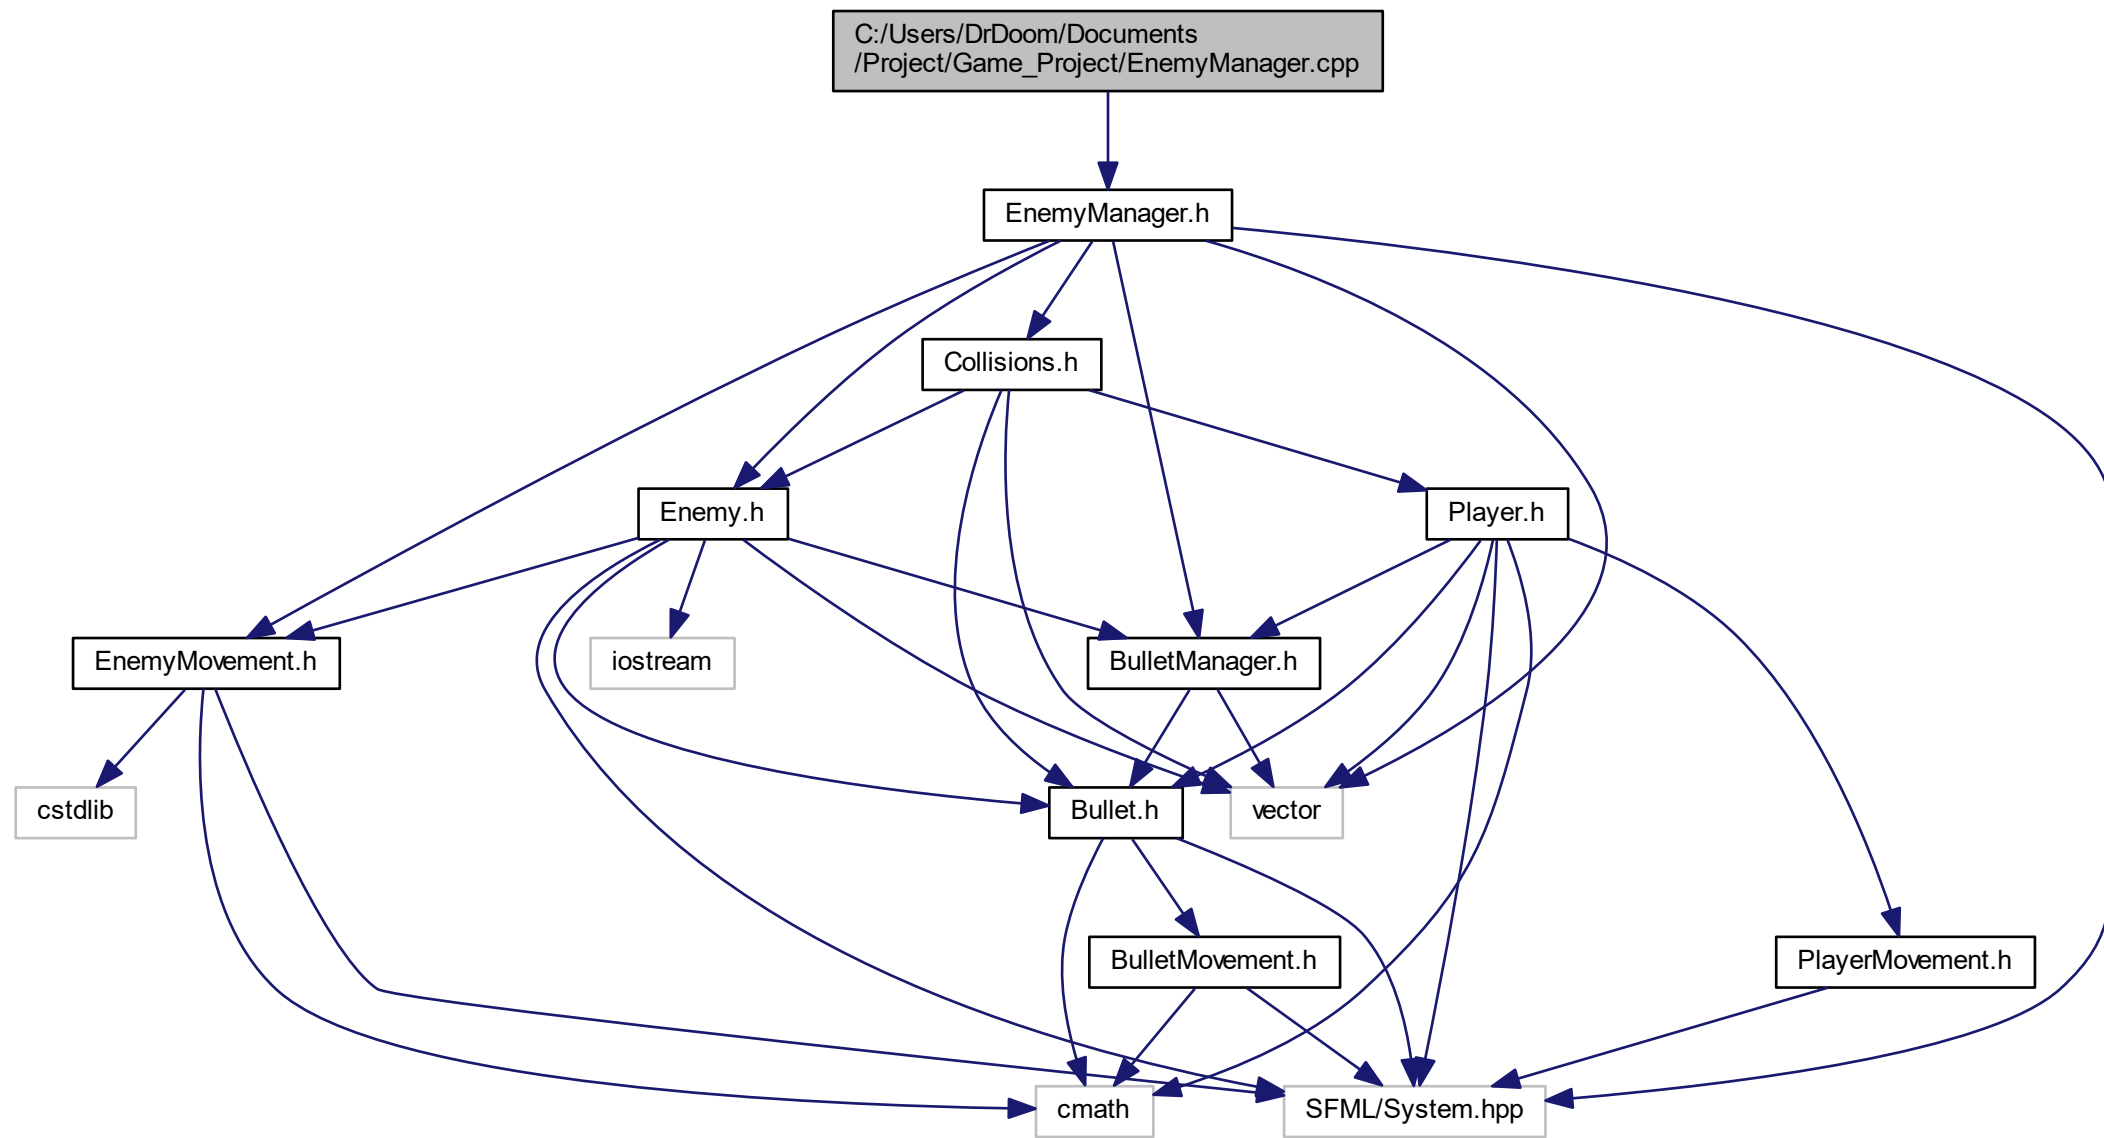 C:/Users/DrDoom/Documents
/Project/Game_Project/EnemyManager.cpp
EnemyManager.h
Collisions.h
Enemy.h
Player.h
EnemyMovement.h
iostream
BulletManager.h
cstdlib
Bullet.h
vector
BulletMovement.h
PlayerMovement.h
cmath
SFML/System.hpp